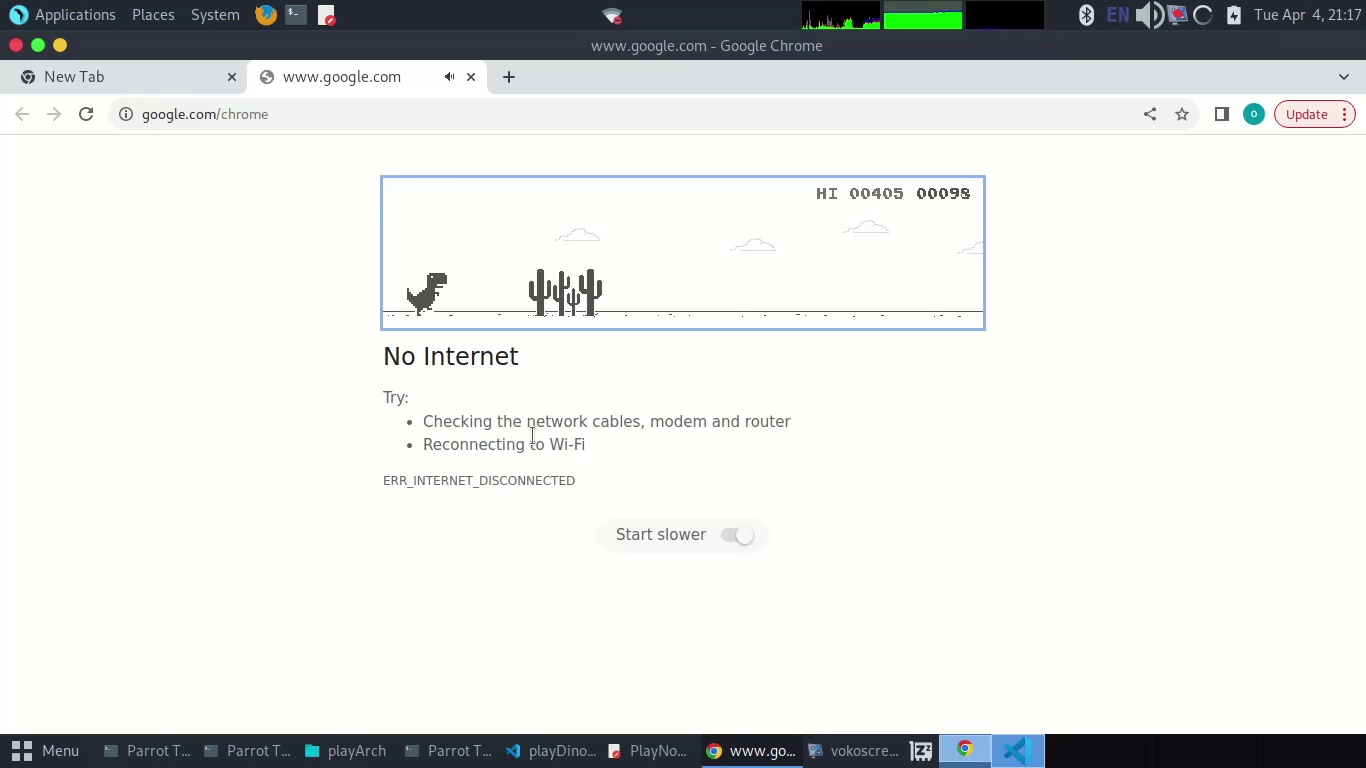 Applications Places System EN Tue Apr 4, 21:17
www.google.com - Google Chrome
New Tab www.google.com
google.com/chrome o Update
HI 00405 00098
No Internet
Try:
• Checking the network cables, modem and router
• Reconnecting to Wi-Fi
ERR_INTERNET_DISCONNECTED
Start slower
Menu Parrot T... Parrot T... playArch Parrot T... playDino... PlayNo... www.go... vokoscre...